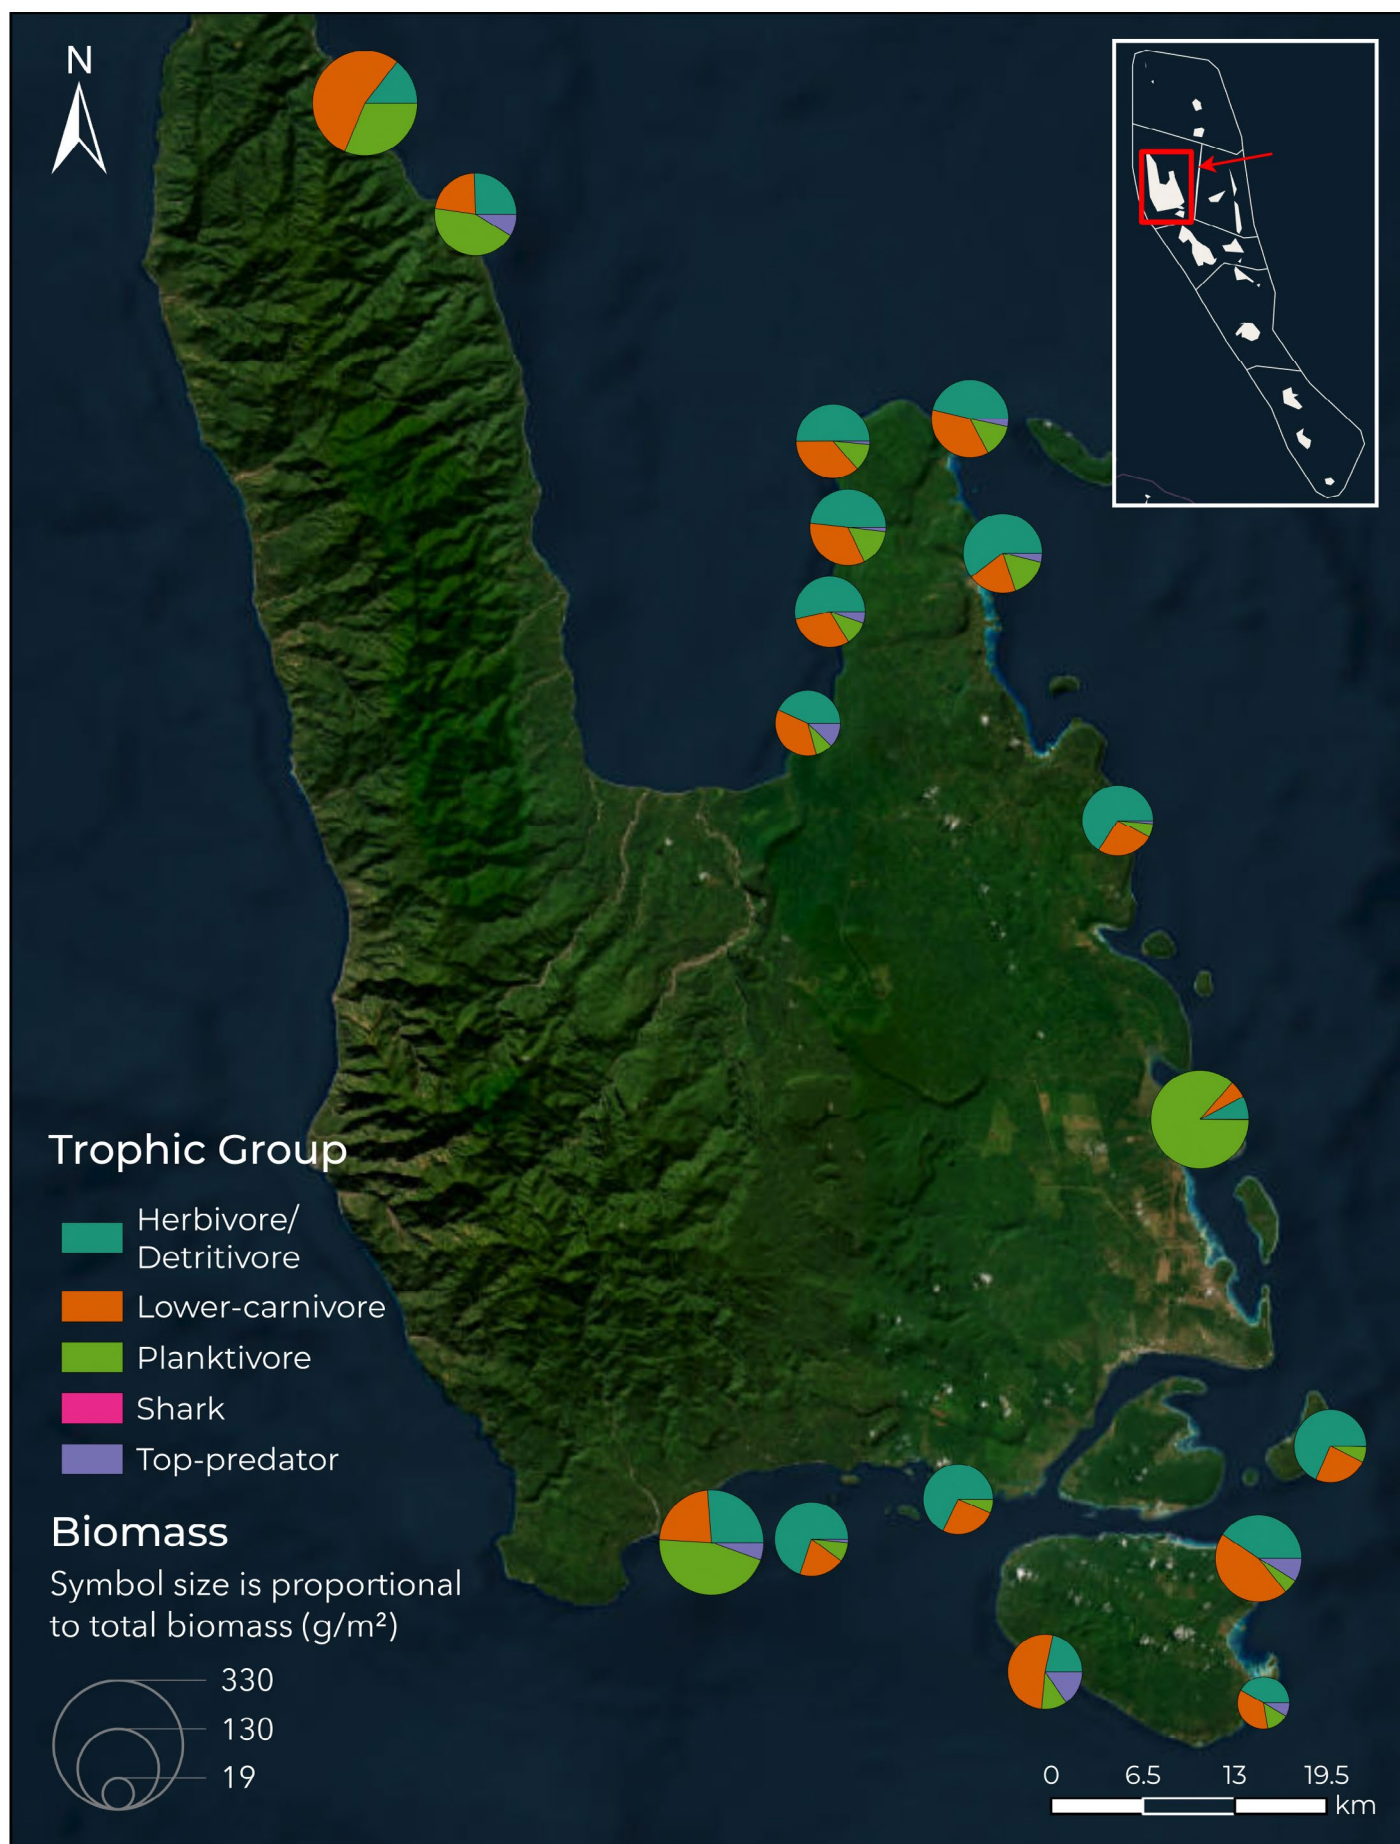 N
Trophic Group
Herbivore/
Detritivore
Lower-carnivore
Planktivore
Shark
Top-predator
Biomass
Symbol size is proportional
to total biomass (g/m²)
330
130
19
0 6.5 13 19.5
km